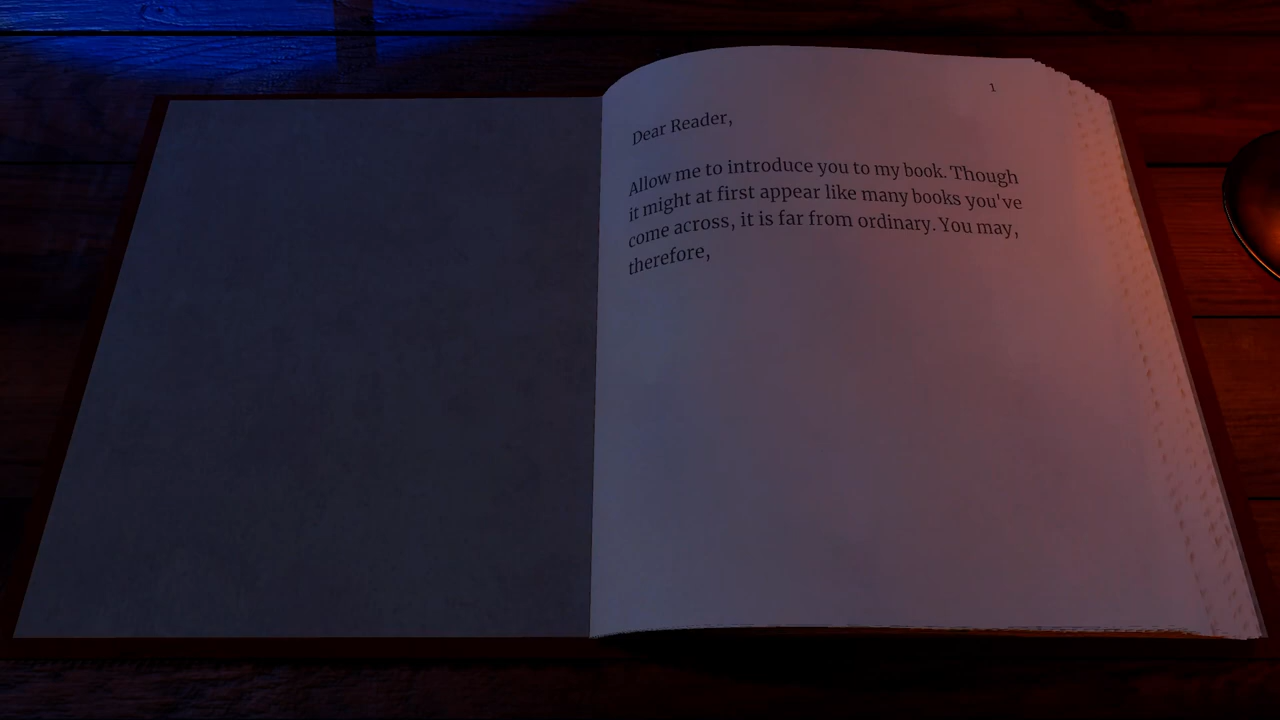 1
Dear Reader,
Allow me to introduce you to my book. Though
it might at first appear like many books you've
come across, it is far from ordinary. You may,
therefore,